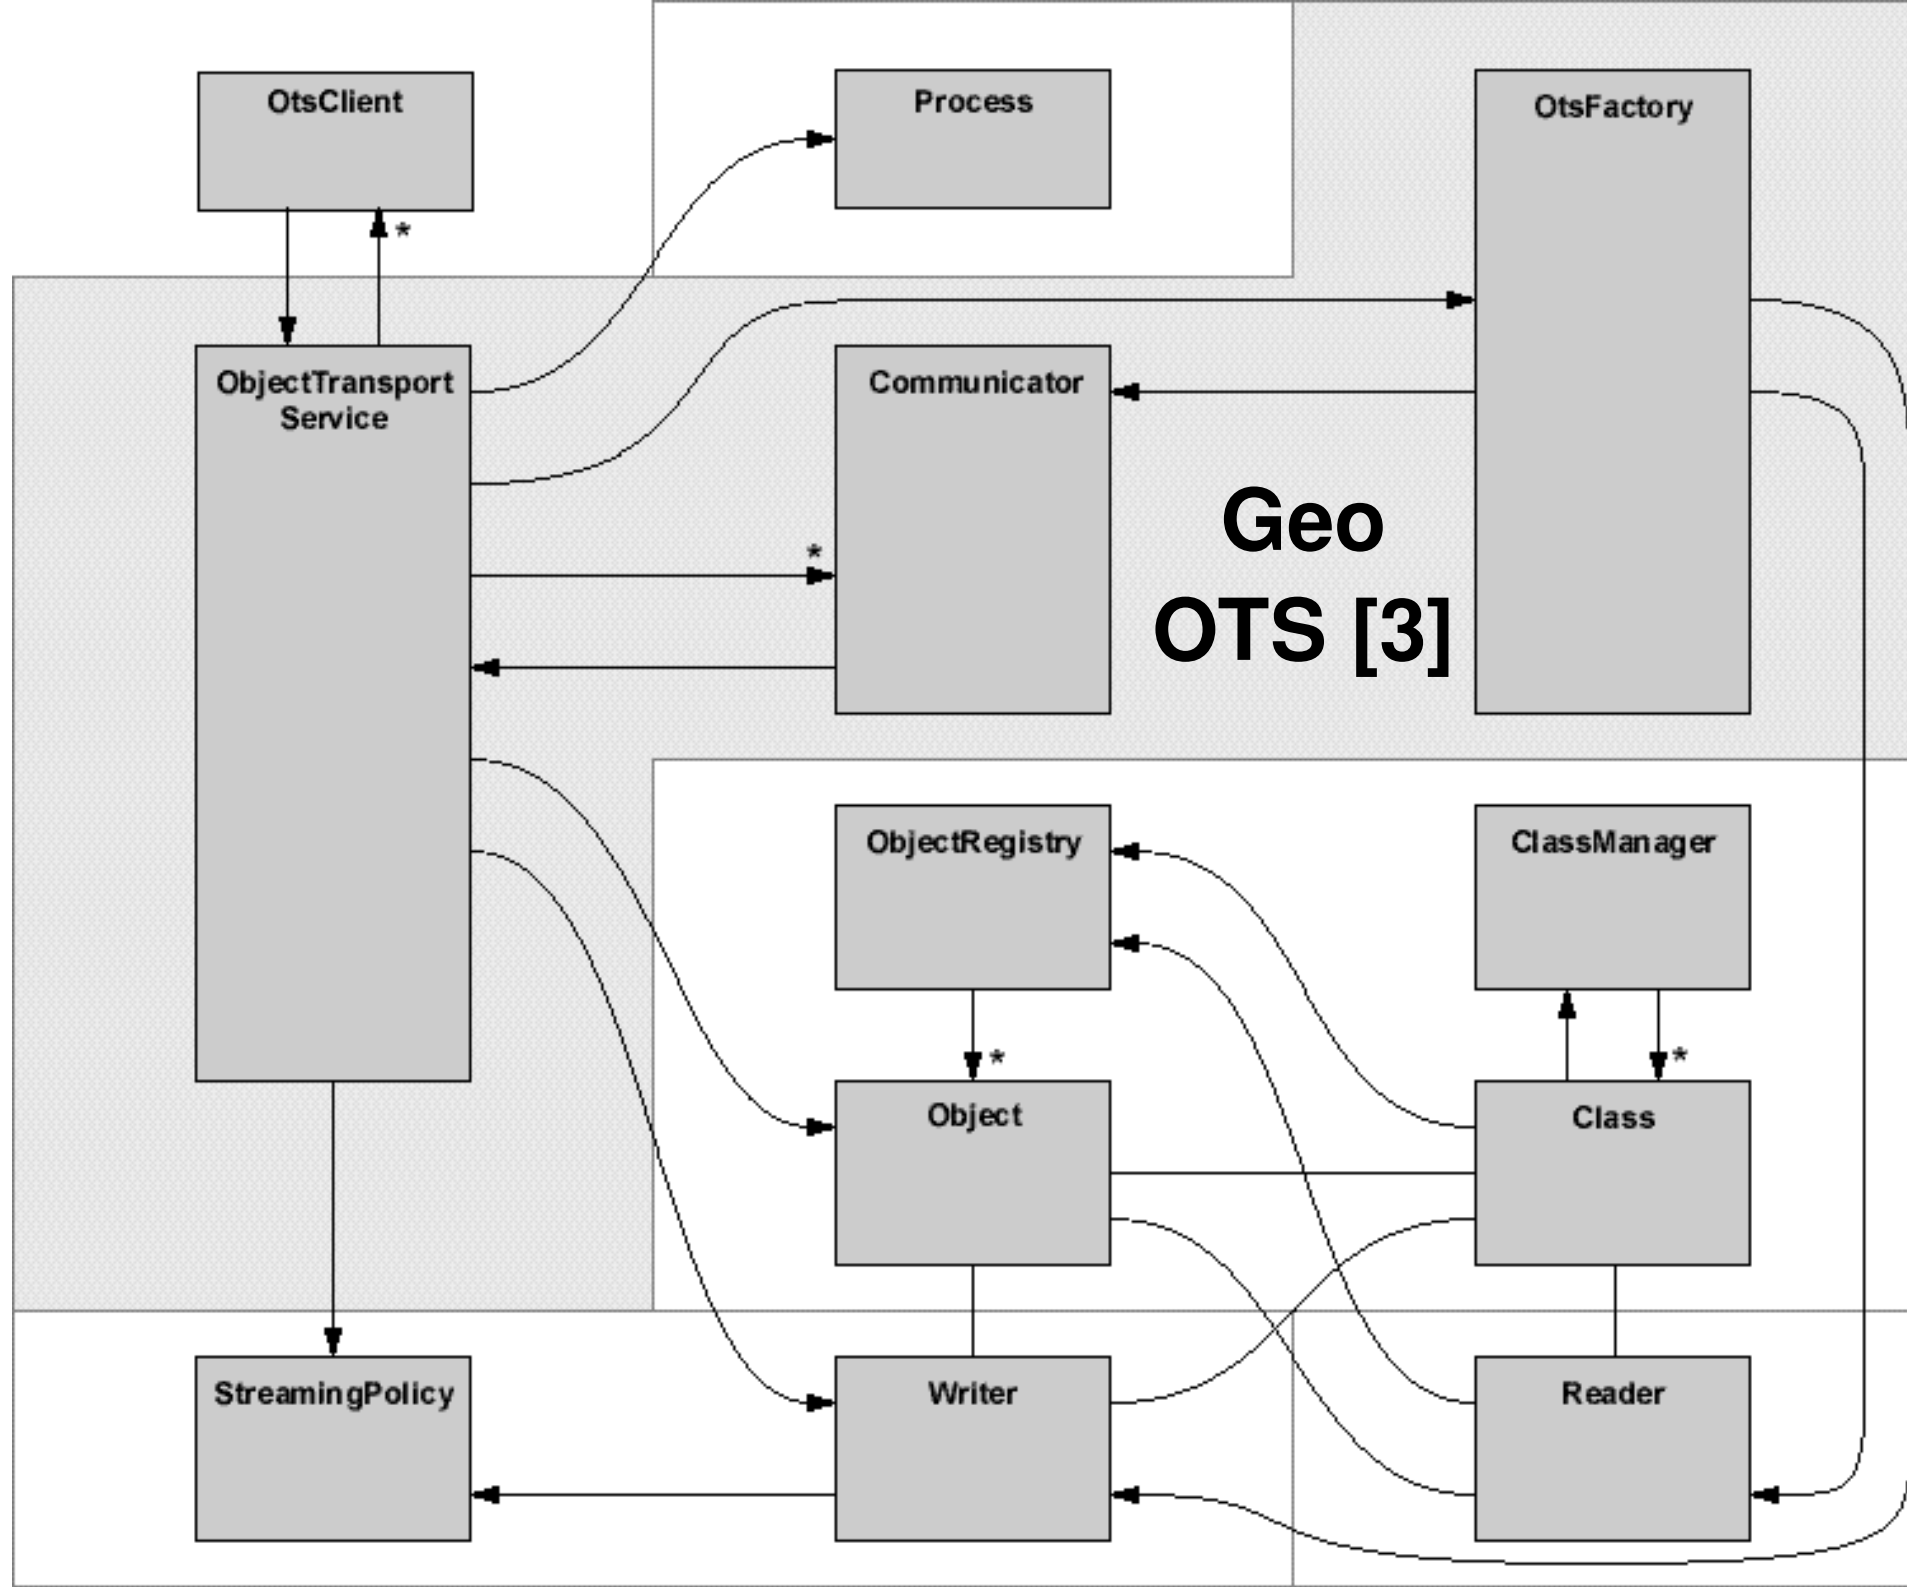 OtsClient
Process
OtsFactory
*
ObjectTransport
Service
Communicator
*
Geo
OTS [3]
ObjectRegistry
ClassManager
*
*
Object
Class
StreamingPolicy
Writer
Reader